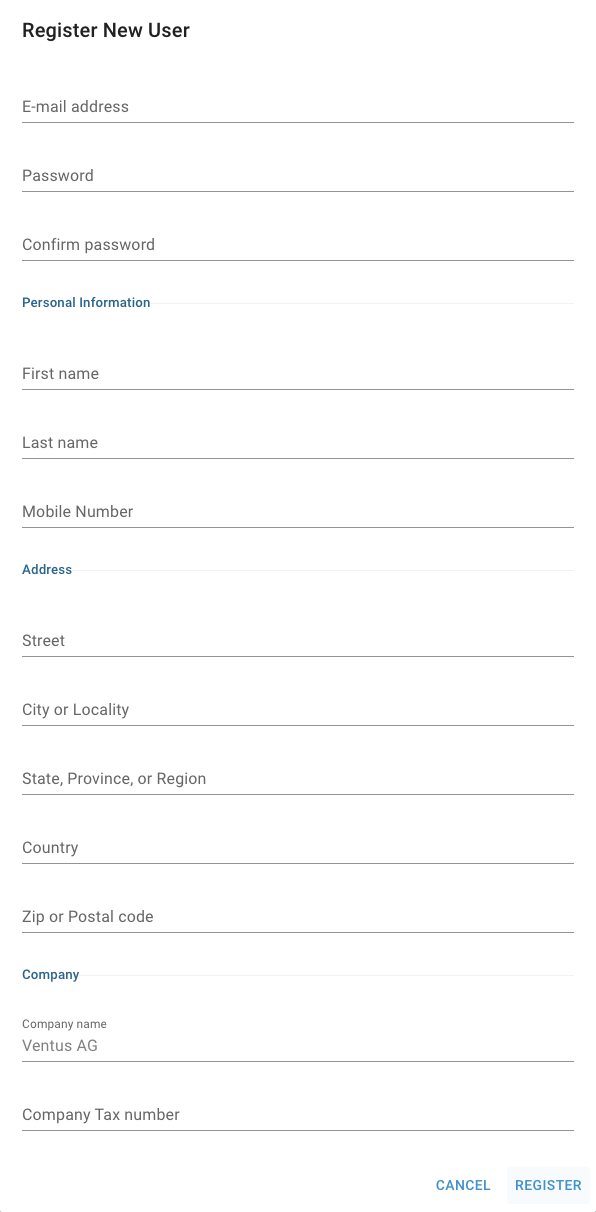 Register New User
E-mail address
Password
Confirm password
Personal Information
First name
Last name
Mobile Number
Address
Street
City or Locality
State, Province, or Region
Country
Zip or Postal code
Company
Company name
Ventus AG
Company Tax number
CANCEL REGISTER